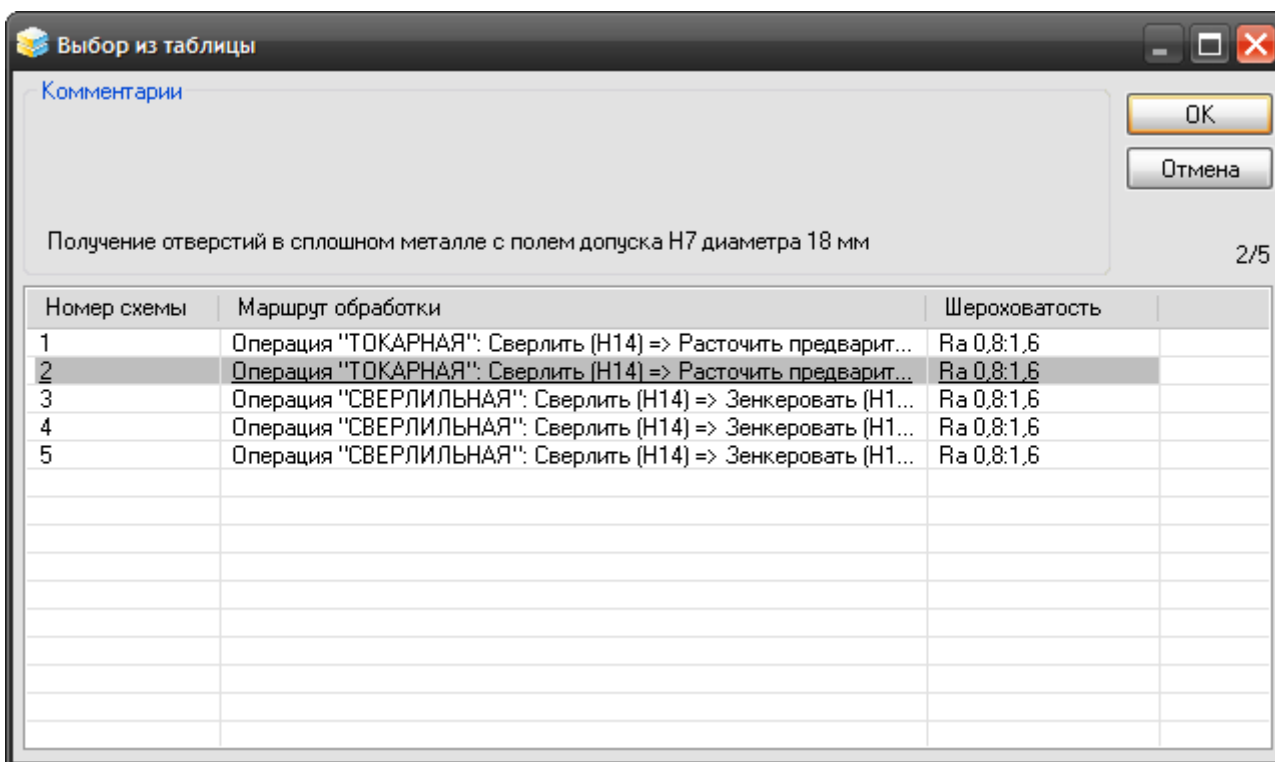 Выбор из таблицы
Комментарии
OK
Отмена
Получение отверстий в сплошном металле с полем допуска H7 диаметра 18 мм
2/5
Номер схемы Маршрут обработки Шероховатость
1 Операция "ТОКАРНАЯ": Сверлить (H14) => Расточить предварит... Ra 0,8:1,6
2 Операция "ТОКАРНАЯ": Сверлить (H14) => Расточить предварит... Ra 0,8:1,6
3 Операция "СВЕРЛИЛЬНАЯ": Сверлить (H14) => Зенкеровать (H1... Ra 0,8:1,6
4 Операция "СВЕРЛИЛЬНАЯ": Сверлить (H14) => Зенкеровать (H1... Ra 0,8:1,6
5 Операция "СВЕРЛИЛЬНАЯ": Сверлить (H14) => Зенкеровать (H1... Ra 0,8:1,6